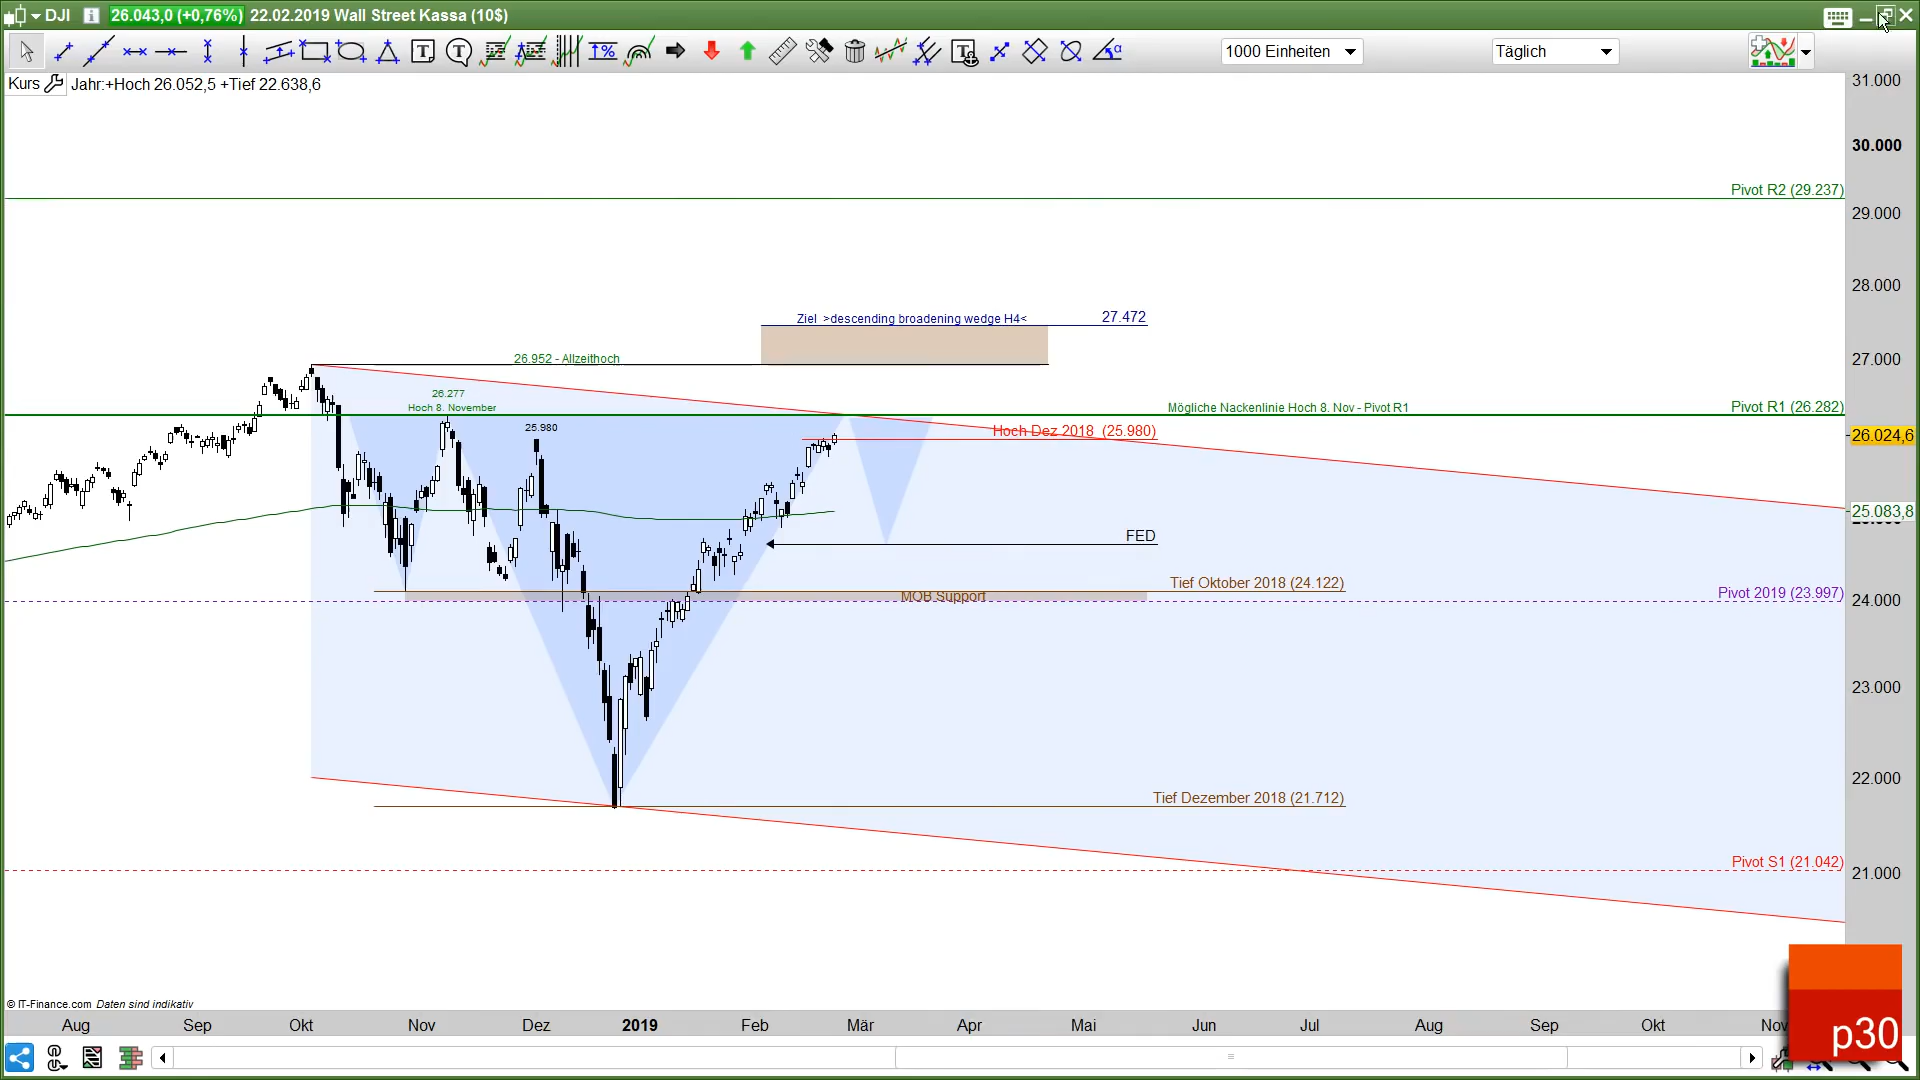 DJI 26.043,0 (+0,76%) 22.02.2019 Wall Street Kassa (10$)
1000 Einheiten
Täglich
Kurs Jahr:+Hoch 26.052,5 +Tief 22.638,6
31.000
30.000
Pivot R2 (29.237)
29.000
28.000
Ziel >descending broadening wedge H4< 27.472
26.952 - Allzeithoch
27.000
26.277
Hoch 8. November
Mögliche Nackenlinie Hoch 8. Nov - Pivot R1
Pivot R1 (26.282)
25.980
Hoch Dez 2018 (25.980)
26.024,6
25.083,8
FED
Tief Oktober 2018 (24.122)
MOB Support
Pivot 2019 (23.997)
24.000
23.000
22.000
Tief Dezember 2018 (21.712)
Pivot S1 (21.042)
21.000
© IT-Finance.com Daten sind indikativ
Aug Sep Okt Nov Dez 2019 Feb Mär Apr Mai Jun Jul Aug Sep Okt Nov
p30